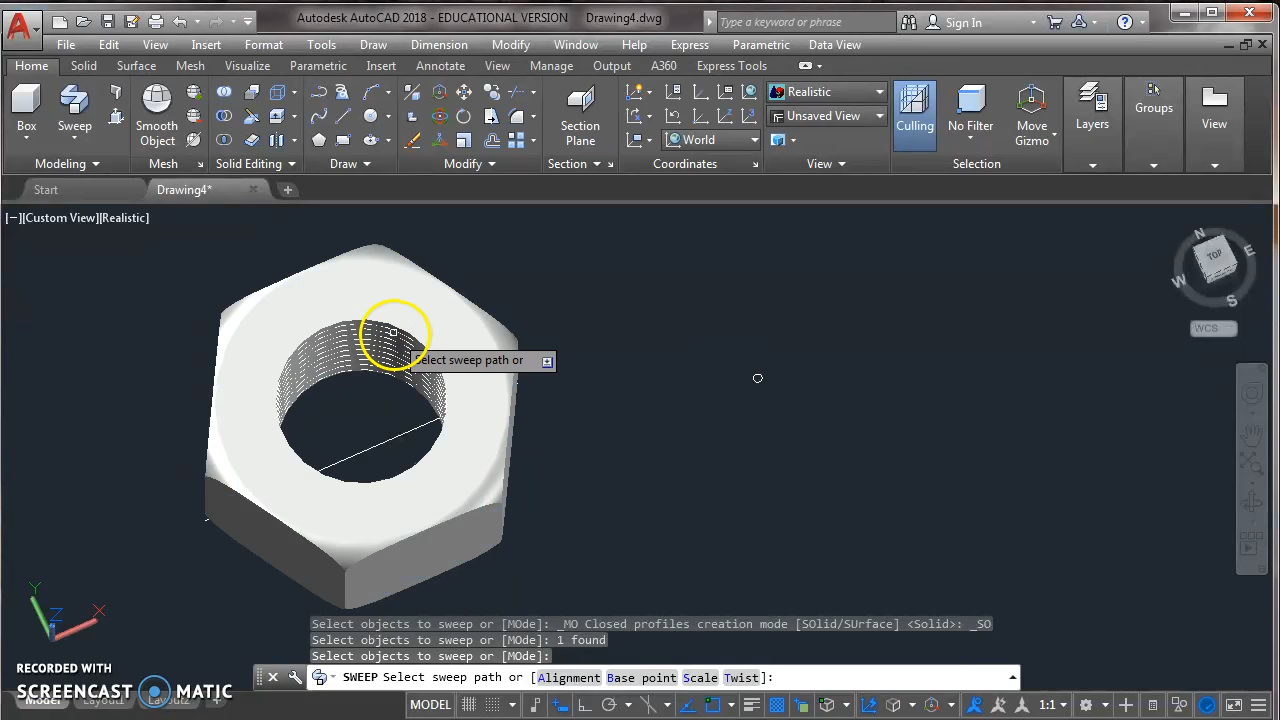 Autodesk AutoCAD 2018 - EDUCATIONAL VERSION Drawing4.dwg Type a keyword or phrase Sign In
File Edit View Insert Format Tools Draw Dimension Modify Window Help Express Parametric Data View
Home Solid Surface Mesh Visualize Parametric Insert Annotate View Manage Output A360 Express Tools
Realistic
Unsaved View
World
Box Sweep Smooth Object Section Plane Culling No Filter Move Gizmo Layers Groups View
Modeling Mesh Solid Editing Draw Modify Section Coordinates View Selection
Start Drawing4*
[−][Custom View][Realistic]
N
E
TOP
W
S
WCS
Select sweep path or
Y
Z
X
Select objects to sweep or [MOde]: _MO Closed profiles creation mode [SOlid/SUrface] <Solid>: _SO
Select objects to sweep or [MOde]: 1 found
Select objects to sweep or [MOde]:
SWEEP Select sweep path or [Alignment Base point Scale Twist]:
RECORDED WITH
SCREENCAST MATIC
Model Layout1 Layout2 MODEL 1:1